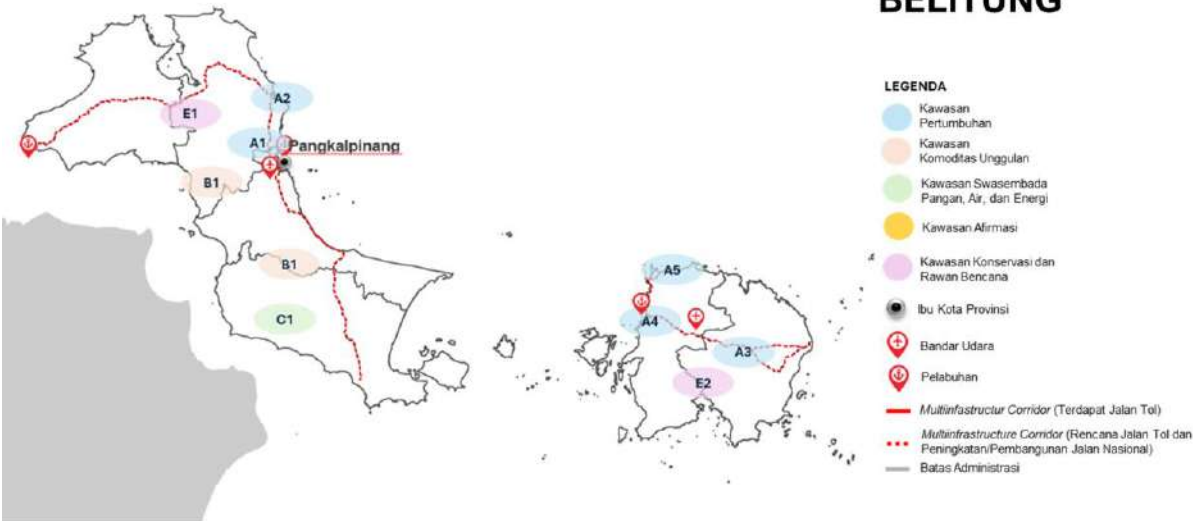 BELITUNG
LEGENDA
Kawasan
Pertumbuhan
Kawasan
Komoditas Unggulan
Kawasan Swasembada
Pangan, Air, dan Energi
Kawasan Afirmasi
Kawasan Konservasi dan
Rawan Bencana
Ibu Kota Provinsi
Bandar Udara
Pelabuhan
Multiinfastructur Corridor (Terdapat Jalan Tol)
Multiinfrastructure Corridor (Rencana Jalan Tol dan
Peningkatan/Pembangunan Jalan Nasional)
Batas Administrasi
A2
E1
A1
Pangkalpinang
B1
B1
C1
A5
A4
A3
E2